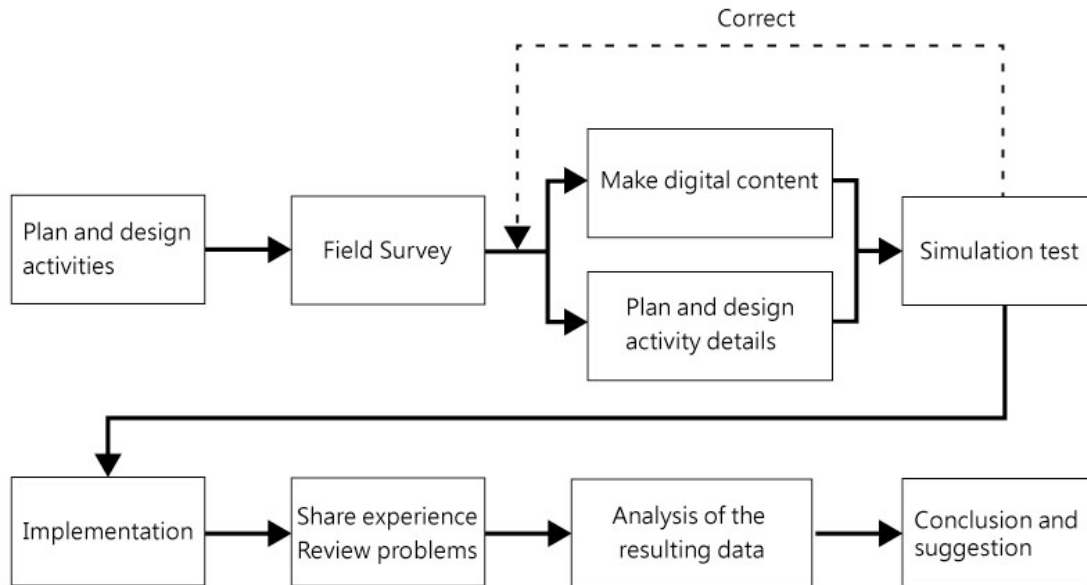 Correct
Make digital content
Plan and design
activities
Field Survey
Simulation test
Plan and design
activity details
Implementation
Share experience
Review problems
Analysis of the
resulting data
Conclusion and
suggestion